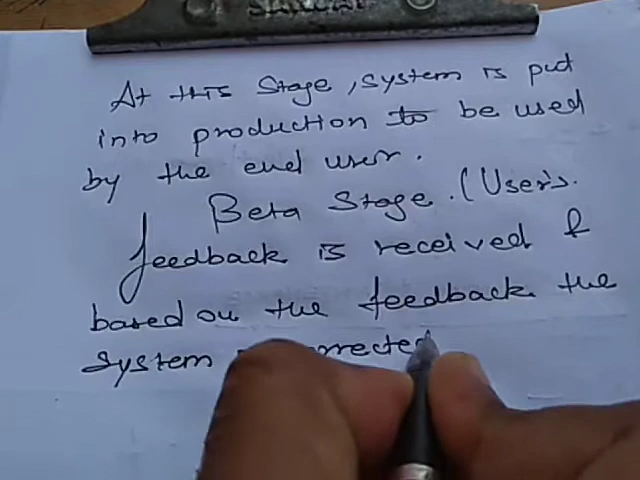 At this Stage, System is put
into production to be used
by the end user.
Beta Stage. (User's.
feedback is received &
based on the feedback the
System corrected